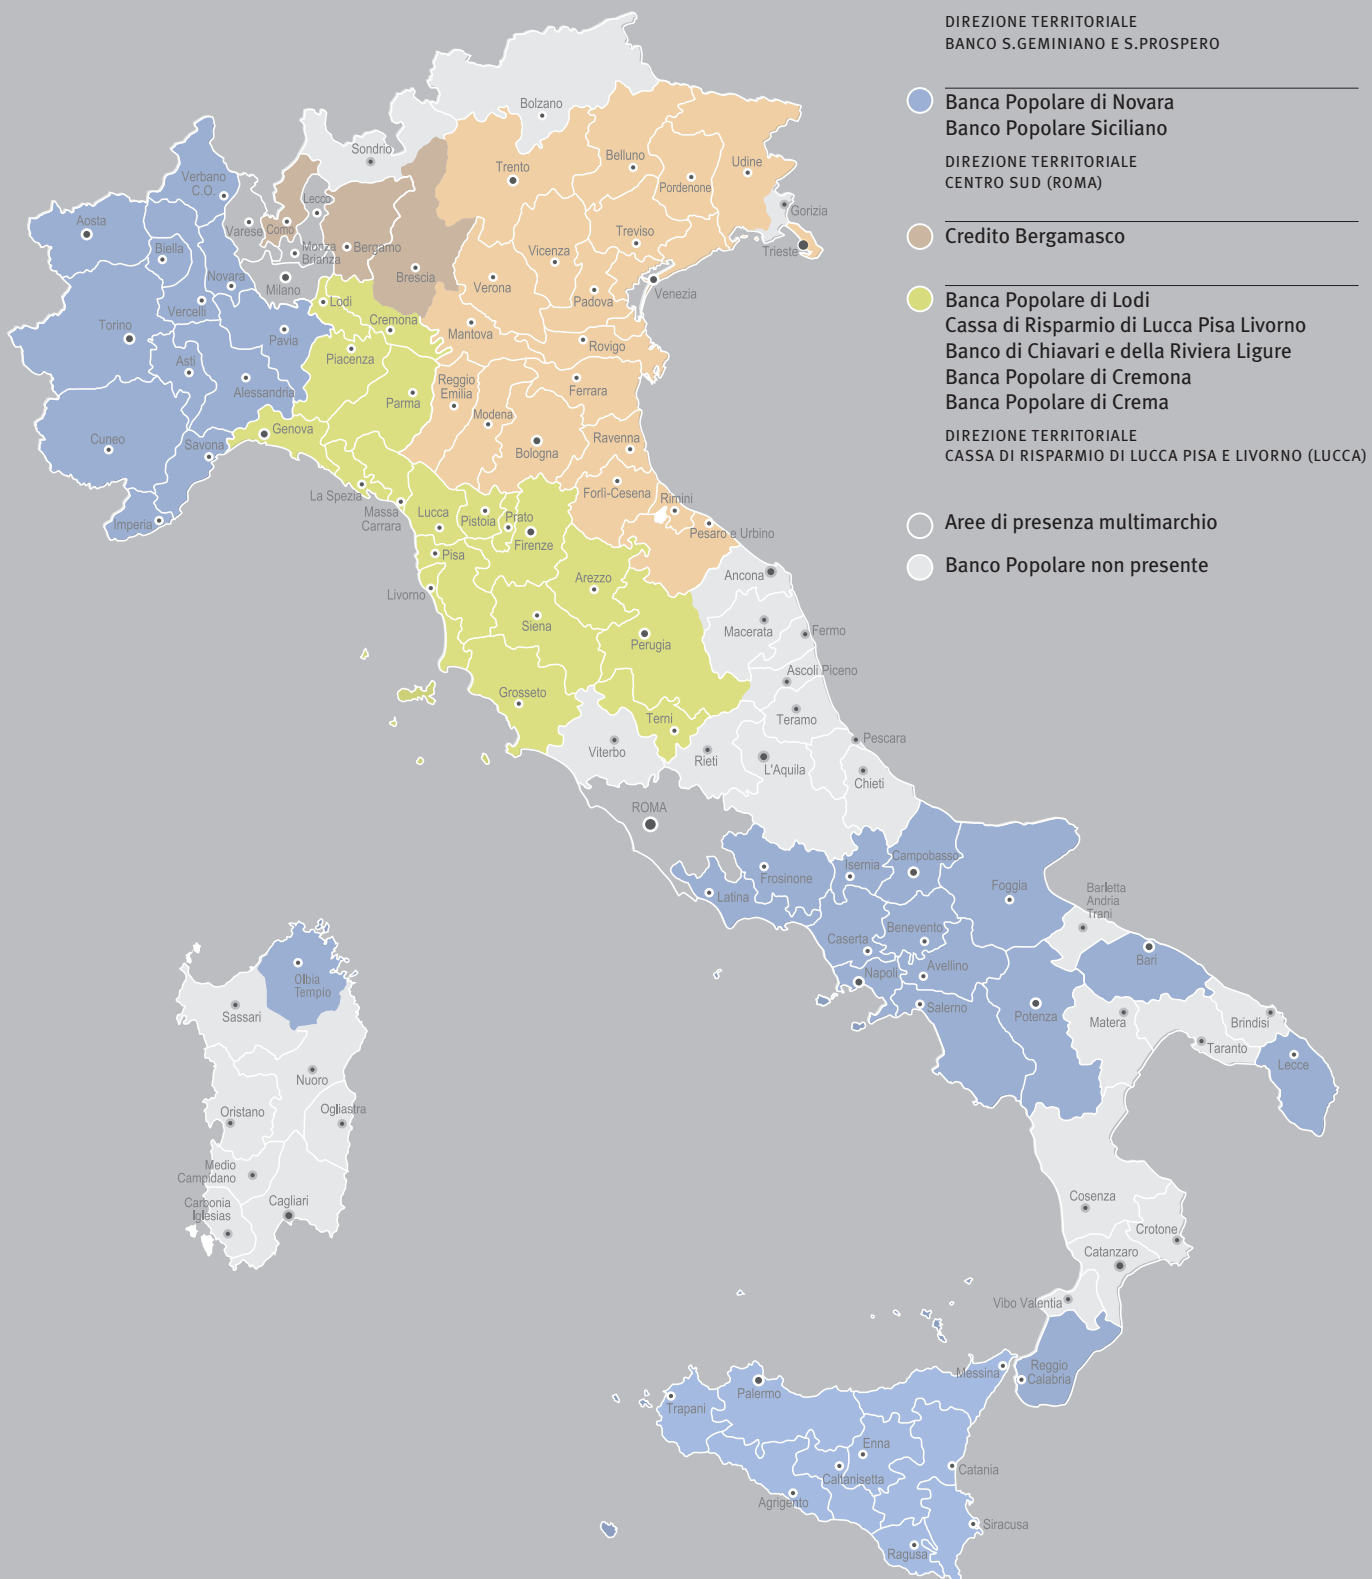 DIREZIONE TERRITORIALE
BANCO S.GEMINIANO E S.PROSPERO
Banca Popolare di Novara
Banco Popolare Siciliano
DIREZIONE TERRITORIALE
CENTRO SUD (ROMA)
Credito Bergamasco
Banca Popolare di Lodi
Cassa di Risparmio di Lucca Pisa Livorno
Banco di Chiavari e della Riviera Ligure
Banca Popolare di Cremona
Banca Popolare di Crema
DIREZIONE TERRITORIALE
CASSA DI RISPARMIO DI LUCCA PISA E LIVORNO (LUCCA)
Aree di presenza multimarchio
Banco Popolare non presente
Bolzano
Sondrio
Trento
Belluno
Pordenone
Udine
Gorizia
Trieste
Verbano
C.O.
Aosta
Biella
Novara
Vercelli
Torino
Asti
Alessandria
Pavia
Cuneo
Savona
Imperia
Varese
Como
Lecco
Monza
Brianza
Milano
Bergamo
Brescia
Lodi
Cremona
Piacenza
Parma
Genova
La Spezia
Massa
Carrara
Verona
Vicenza
Treviso
Padova
Venezia
Mantova
Rovigo
Reggio
Emilia
Modena
Ferrara
Bologna
Ravenna
Forlì-Cesena
Rimini
Pesaro e Urbino
Lucca
Pistoia
Prato
Firenze
Pisa
Livorno
Arezzo
Siena
Grosseto
Perugia
Terni
Ancona
Macerata
Fermo
Ascoli Piceno
Teramo
Pescara
Chieti
L'Aquila
Rieti
Viterbo
ROMA
Frosinone
Latina
Isernia
Campobasso
Foggia
Barletta
Andria
Trani
Bari
Caserta
Benevento
Napoli
Avellino
Salerno
Potenza
Matera
Taranto
Brindisi
Lecce
Olbia
Tempio
Sassari
Nuoro
Oristano
Ogliastra
Medio
Campidano
Carbonia
Iglesias
Cagliari
Cosenza
Crotone
Catanzaro
Vibo Valentia
Reggio
Calabria
Messina
Palermo
Trapani
Enna
Caltanisetta
Catania
Agrigento
Siracusa
Ragusa